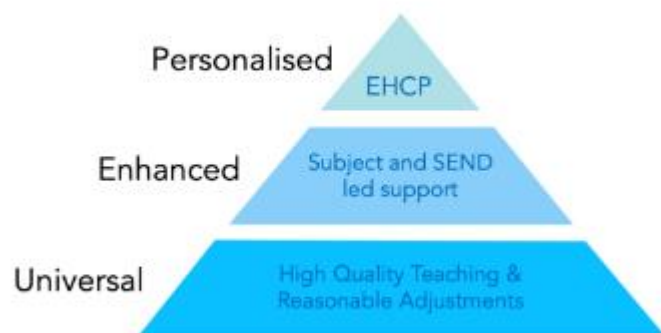 Personalised
EHCP
Enhanced
Subject and SEND
led support
Universal
High Quality Teaching &
Reasonable Adjustments